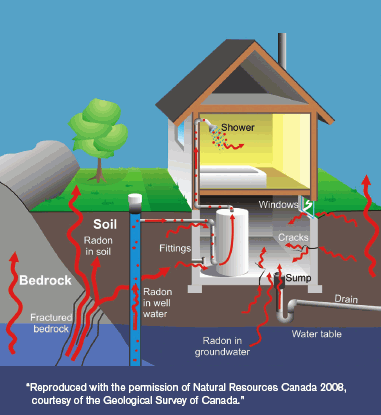 Shower
Windows
Soil
Radon
in soil
Fittings
Cracks
Bedrock
Radon
in well
water
Sump
Drain
Fractured
bedrock
Water table
Radon in
groundwater
"Reproduced with the permission of Natural Resources Canada 2008,
courtesy of the Geological Survey of Canada."